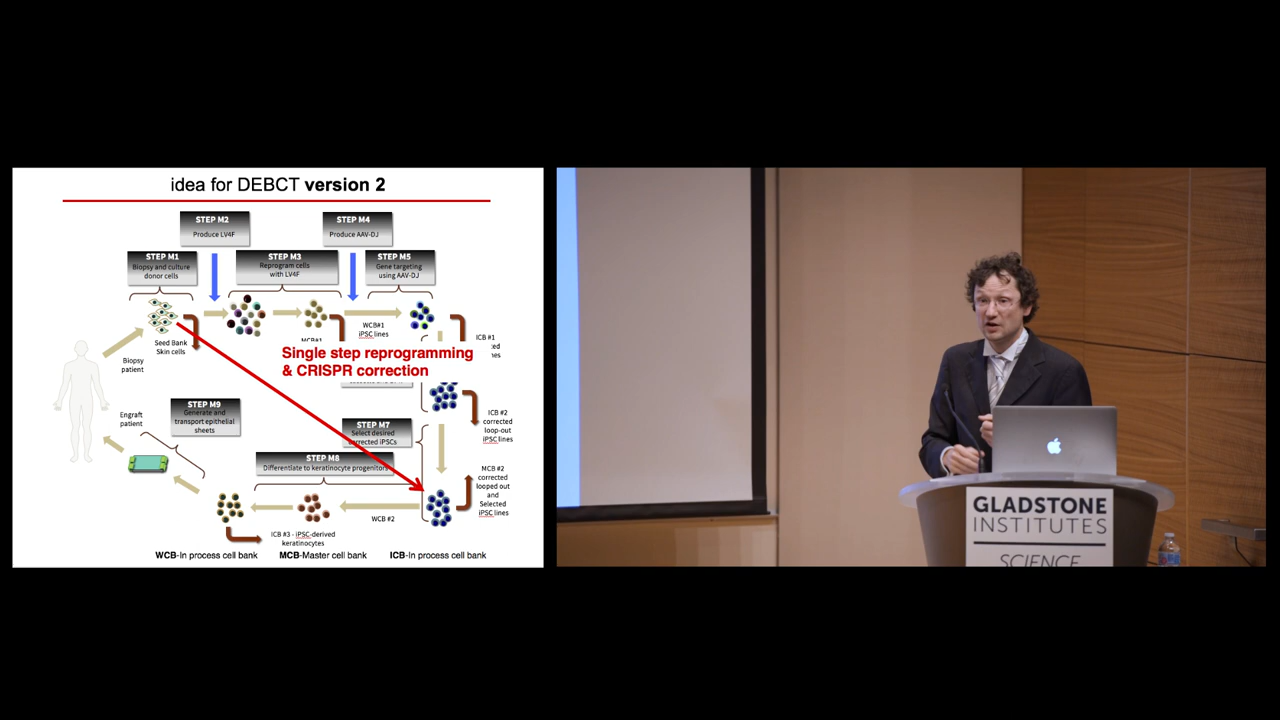 idea for DEBCT version 2
STEP M2
Produce LV4F
STEP M4
Produce AAV-DJ
STEP M1
Biopsy and culture
donor cells
STEP M3
Reprogram cells
with LV4F
STEP M5
Gene targeting
using AAV-DJ
Seed Bank
Skin cells
WCB#1
iPSC lines
ICB #1
Biopsy
patient
Single step reprogramming
& CRISPR correction
Engraft
patient
STEP M9
Generate and
transport epithelial
sheets
STEP M7
Select desired
corrected iPSCs
ICB #2
corrected
loop-out
iPSC lines
STEP M8
Differentiate to keratinocyte progenitors
MCB #2
corrected
looped out
and
Selected
iPSC lines
WCB #2
ICB #3 - iPSC-derived
keratinocytes
WCB-In process cell bank
MCB-Master cell bank
ICB-In process cell bank
GLADSTONE
INSTITUTES
SCIENCE